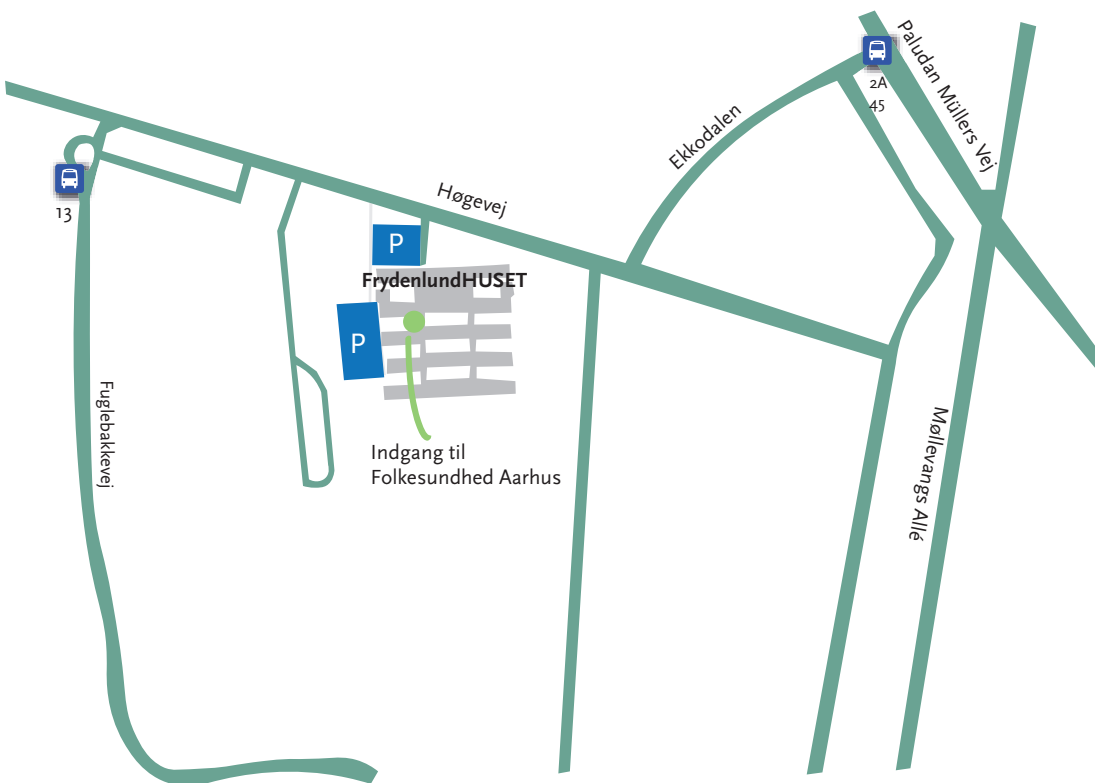 Paludan Müllers Vej
2A
45
Ekkodalen
13
Høgevej
P
FrydenlundHUSET
P
Fuglebakkevej
Indgang til
Folkesundhed Aarhus
Møllevangs Allé